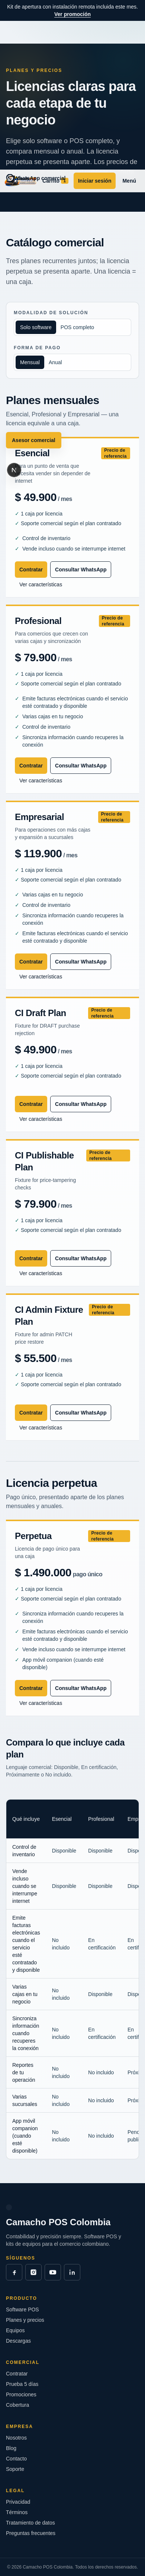 Kit de apertura con instalación remota incluida este mes.
Ver promoción
PLANES Y PRECIOS
Licencias claras para cada etapa de tu negocio
Elige solo software o POS completo, y compara mensual o anual. La licencia perpetua se presenta aparte. Los precios de
Iniciar sesión
Menú
Catálogo comercial
Tres planes recurrentes juntos; la licencia perpetua se presenta aparte. Una licencia = una caja.
MODALIDAD DE SOLUCIÓN
Solo software
POS completo
FORMA DE PAGO
Mensual
Anual
Planes mensuales
Esencial, Profesional y Empresarial — una licencia equivale a una caja.
Asesor comercial
Esencial
Precio de referencia
Para un punto de venta que necesita vender sin depender de internet
$ 49.900 / mes
✓ 1 caja por licencia
✓ Soporte comercial según el plan contratado
✓ Control de inventario
✓ Vende incluso cuando se interrumpe internet
Contratar
Consultar WhatsApp
Ver características
Profesional
Precio de referencia
Para comercios que crecen con varias cajas y sincronización
$ 79.900 / mes
✓ 1 caja por licencia
✓ Soporte comercial según el plan contratado
✓ Emite facturas electrónicas cuando el servicio esté contratado y disponible
✓ Varias cajas en tu negocio
✓ Control de inventario
✓ Sincroniza información cuando recuperes la conexión
Contratar
Consultar WhatsApp
Ver características
Empresarial
Precio de referencia
Para operaciones con más cajas y expansión a sucursales
$ 119.900 / mes
✓ 1 caja por licencia
✓ Soporte comercial según el plan contratado
✓ Varias cajas en tu negocio
✓ Control de inventario
✓ Sincroniza información cuando recuperes la conexión
✓ Emite facturas electrónicas cuando el servicio esté contratado y disponible
Contratar
Consultar WhatsApp
Ver características
CI Draft Plan
Precio de referencia
Fixture for DRAFT purchase rejection
$ 49.900 / mes
✓ 1 caja por licencia
✓ Soporte comercial según el plan contratado
Contratar
Consultar WhatsApp
Ver características
CI Publishable Plan
Precio de referencia
Fixture for price-tampering checks
$ 79.900 / mes
✓ 1 caja por licencia
✓ Soporte comercial según el plan contratado
Contratar
Consultar WhatsApp
Ver características
CI Admin Fixture Plan
Precio de referencia
Fixture for admin PATCH price restore
$ 55.500 / mes
✓ 1 caja por licencia
✓ Soporte comercial según el plan contratado
Contratar
Consultar WhatsApp
Ver características
Licencia perpetua
Pago único, presentado aparte de los planes mensuales y anuales.
Perpetua
Precio de referencia
Licencia de pago único para una caja
$ 1.490.000 pago único
✓ 1 caja por licencia
✓ Soporte comercial según el plan contratado
✓ Sincroniza información cuando recuperes la conexión
✓ Emite facturas electrónicas cuando el servicio esté contratado y disponible
✓ Vende incluso cuando se interrumpe internet
✓ App móvil companion (cuando esté disponible)
Contratar
Consultar WhatsApp
Ver características
Compara lo que incluye cada plan
Lenguaje comercial: Disponible, En certificación, Próximamente o No incluido.
Qué incluye Esencial Profesional
Control de inventario Disponible Disponible
Vende incluso cuando se interrumpe internet Disponible Disponible
Emite facturas electrónicas cuando el servicio esté contratado y disponible No incluido En certificación En
Varias cajas en tu negocio No incluido Disponible
Sincroniza información cuando recuperes la conexión No incluido En certificación En
Reportes de tu operación No incluido No incluido
Varias sucursales No incluido No incluido
App móvil companion (cuando esté disponible) No incluido No incluido
Camacho POS Colombia
Contabilidad y precisión siempre. Software POS y kits de equipos para el comercio colombiano.
SÍGUENOS
PRODUCTO
Software POS
Planes y precios
Equipos
Descargas
COMERCIAL
Contratar
Prueba 5 días
Promociones
Cobertura
EMPRESA
Nosotros
Blog
Contacto
Soporte
LEGAL
Privacidad
Términos
Tratamiento de datos
Preguntas frecuentes
© 2026 Camacho POS Colombia. Todos los derechos reservados.